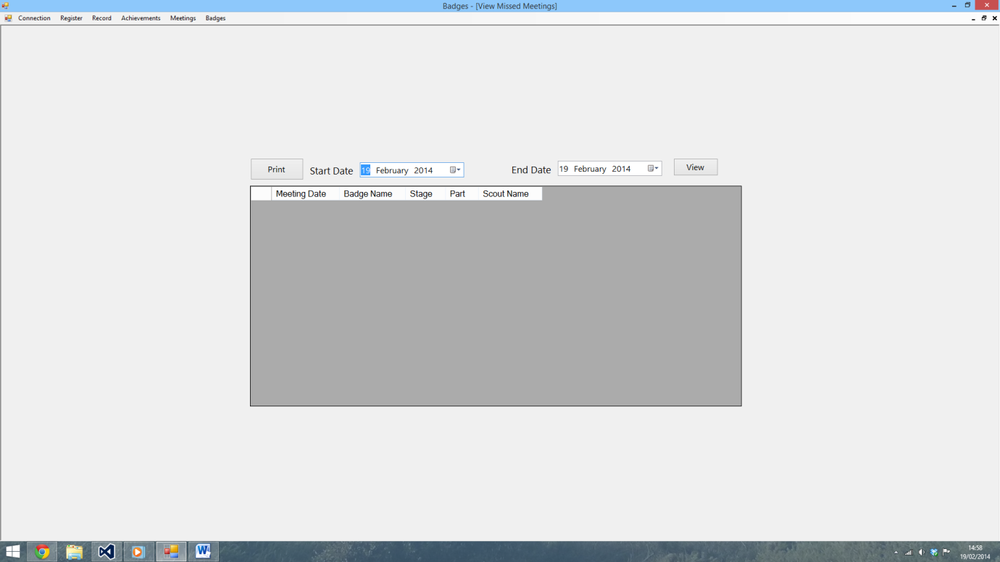 Badges - [View Missed Meetings]
Connection Register Record Achievements Meetings Badges
Print Start Date 19 February 2014 End Date 19 February 2014 View
Meeting Date Badge Name Stage Part Scout Name
14:58
19/02/2014